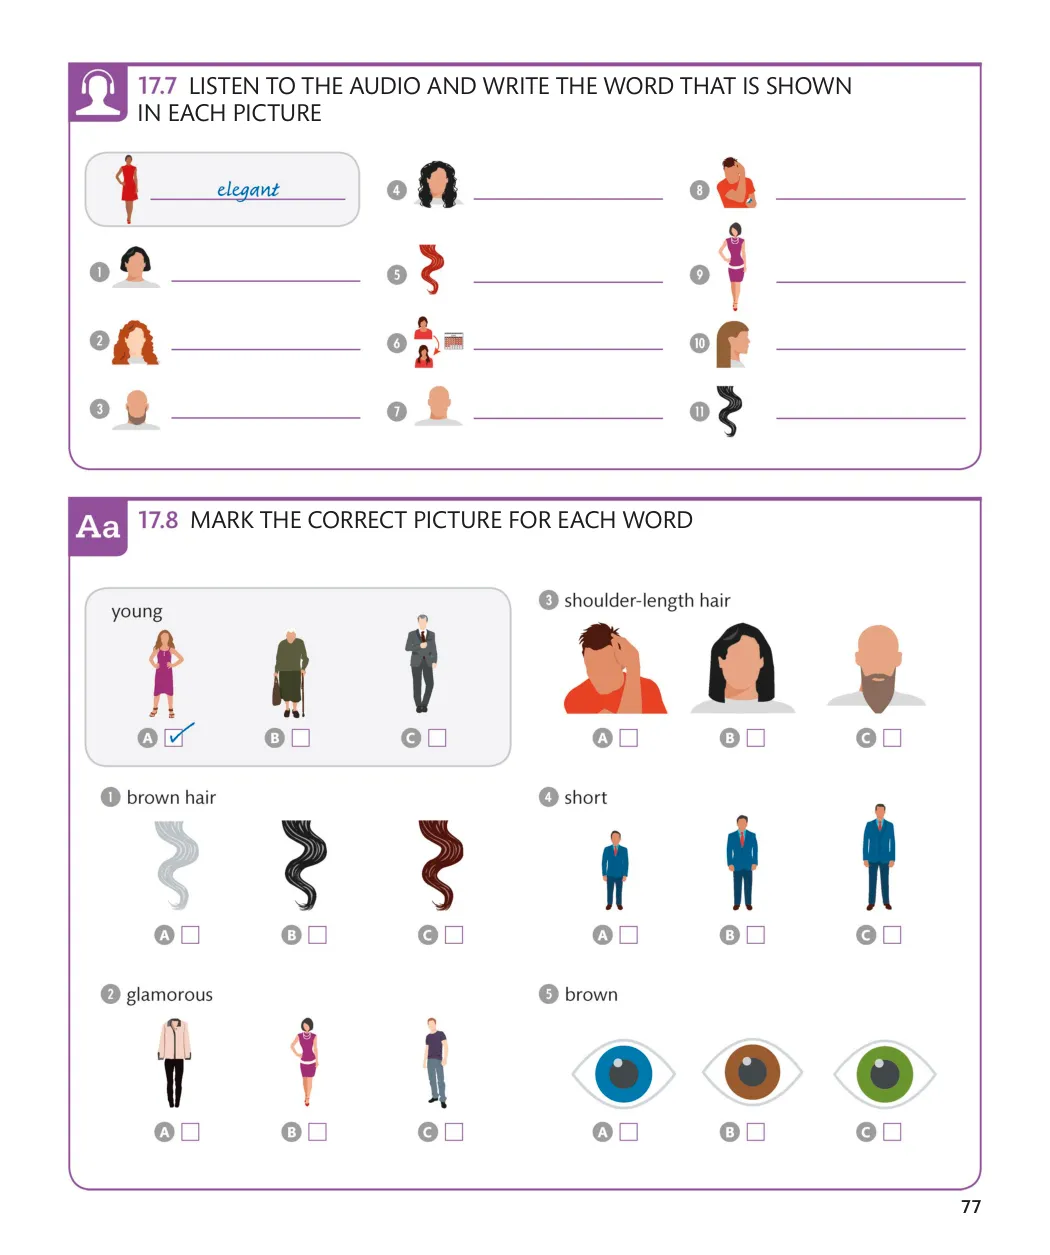 17.7 LISTEN TO THE AUDIO AND WRITE THE WORD THAT IS SHOWN
IN EACH PICTURE
elegant
1
2
3
4
5
6
7
8
9
10
11
Aa
17.8 MARK THE CORRECT PICTURE FOR EACH WORD
young
A B C
1 brown hair
A B C
2 glamorous
A B C
3 shoulder-length hair
A B C
4 short
A B C
5 brown
A B C
77